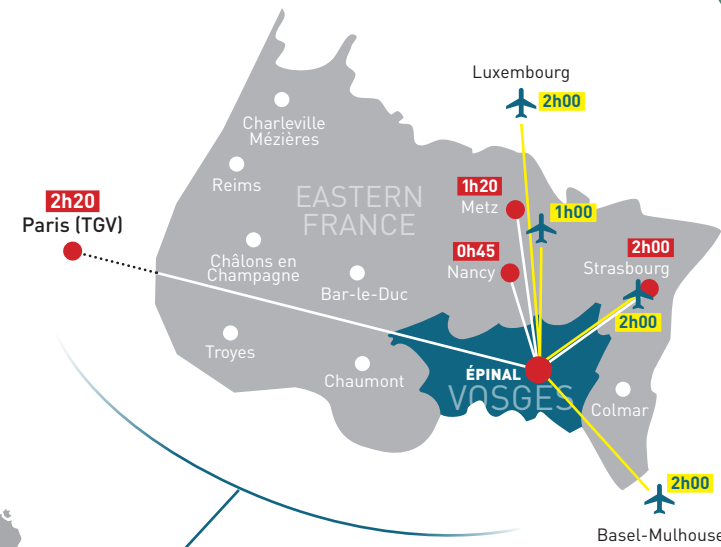 Luxembourg
2h00
Charleville
Mézières
Reims
EASTERN
FRANCE
1h20
Metz
1h00
2h20
Paris (TGV)
0h45
Nancy
2h00
Strasbourg
Châlons en
Champagne
Bar-le-Duc
2h00
Troyes
Chaumont
ÉPINAL
VOSGES
Colmar
2h00
Basel-Mulhouse